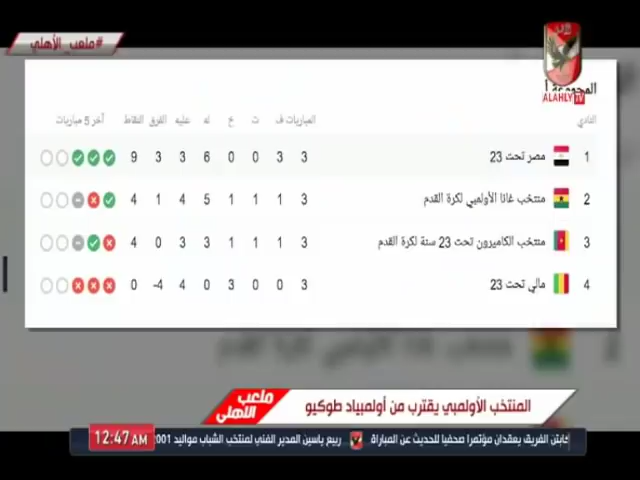 #ملعب_الأهلي
المجموعة أ
ALAHLY TV
النادي المباريات ف ت خ له عليه الفرق النقاط آخر 5 مباريات
1 مصر تحت 23 3 3 0 0 6 3 3 9
2 منتخب غانا الأولمبي لكرة القدم 3 1 1 1 5 4 1 4
3 منتخب الكاميرون تحت 23 سنة لكرة القدم 3 1 1 1 3 3 0 4
4 مالي تحت 23 3 0 0 3 0 4 4- 0
المنتخب الأولمبي يقترب من أولمبياد طوكيو
ملعب الأهلي
كابتن الفريق يعقدان مؤتمرا صحفيا للحديث عن المباراة ربيع ياسين المدير الفني لمنتخب الشباب مواليد 2001
12:47 AM